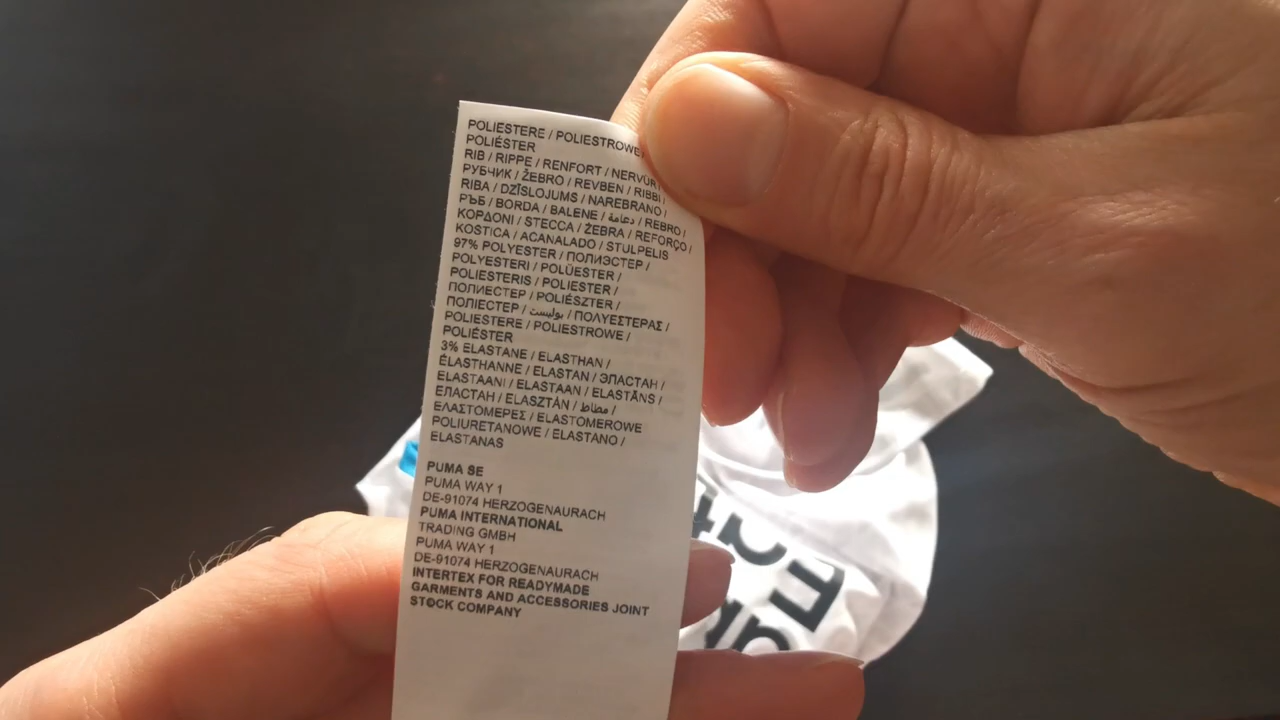 POLIESTERE / POLIESTROWE
POLIÉSTER
RIB / RIPPE / RENFORT / NERVUR
РУБЧИК / ŽEBRO / REVBEN / RIBBI /
RIBA / DZĪSLOJUMS / NAREBRANO /
РЪБ / BORDA / BALENE / دعامة / REBRO /
ΚΟΡΔΟΝΙ / STECCA / ŽEBRA / REFORÇO /
KOSTICA / ACANALADO / STULPELIS
97% POLYESTER / ПОЛИЭСТЕР /
POLYESTERI / POLÜESTER /
POLIESTERIS / POLIESTER /
ПОЛИЕСТЕР / POLIÉSZTER /
ПОЛІЕСТЕР / بوليست / ΠΟΛΥΕΣΤΕΡΑΣ /
POLIESTERE / POLIESTROWE /
POLIÉSTER
3% ELASTANE / ELASTHAN /
ÉLASTHANNE / ELASTAN / ЭЛАСТАН /
ELASTAANI / ELASTAAN / ELASTĀNS /
ЕЛАСТАН / ELASZTÁN / مطاط /
ΕΛΑΣΤΟΜΕΡΕΣ / ELASTOMEROWE
POLIURETANOWE / ELASTANO /
ELASTANAS
PUMA SE
PUMA WAY 1
DE-91074 HERZOGENAURACH
PUMA INTERNATIONAL
TRADING GMBH
PUMA WAY 1
DE-91074 HERZOGENAURACH
INTERTEX FOR READYMADE
GARMENTS AND ACCESSORIES JOINT
STOCK COMPANY